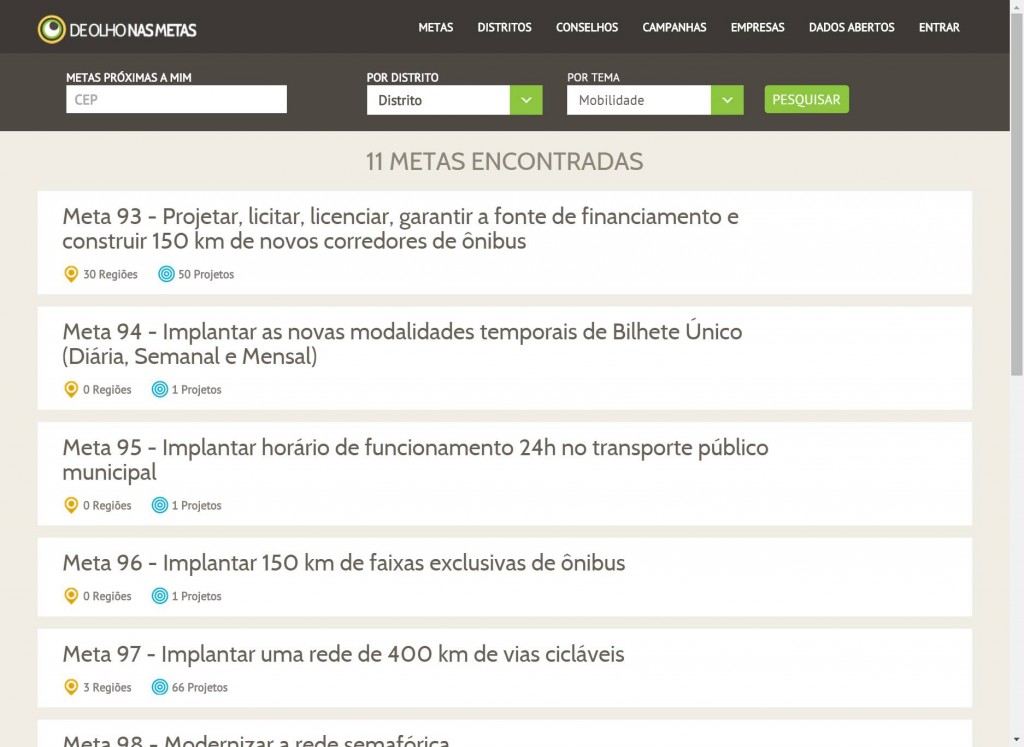 DE OLHO NAS METAS
METAS DISTRITOS CONSELHOS CAMPANHAS EMPRESAS DADOS ABERTOS ENTRAR
METAS PRÓXIMAS A MIM POR DISTRITO POR TEMA
CEP Distrito Mobilidade PESQUISAR
11 METAS ENCONTRADAS
Meta 93 - Projetar, licitar, licenciar, garantir a fonte de financiamento e
construir 150 km de novos corredores de ônibus
30 Regiões 50 Projetos
Meta 94 - Implantar as novas modalidades temporais de Bilhete Único
(Diária, Semanal e Mensal)
0 Regiões 1 Projetos
Meta 95 - Implantar horário de funcionamento 24h no transporte público
municipal
0 Regiões 1 Projetos
Meta 96 - Implantar 150 km de faixas exclusivas de ônibus
0 Regiões 1 Projetos
Meta 97 - Implantar uma rede de 400 km de vias cicláveis
3 Regiões 66 Projetos
Meta 98 - Modernizar a rede semafórica